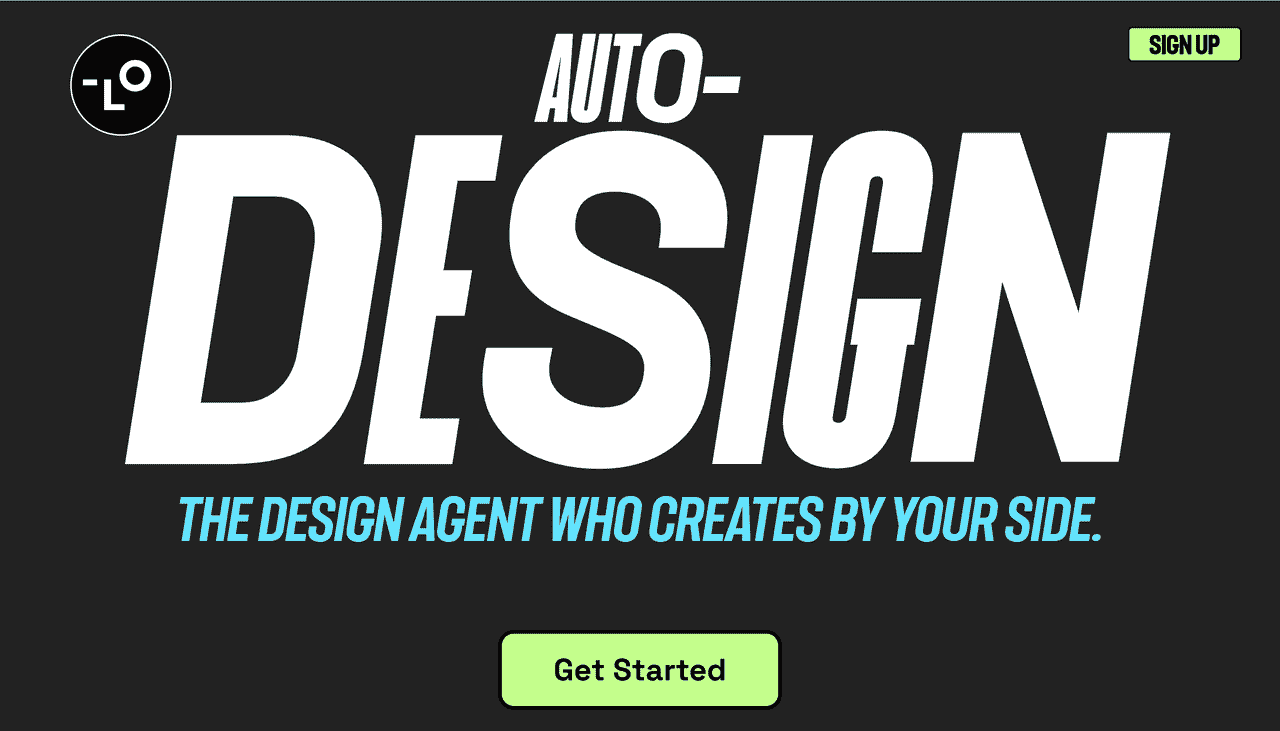 -LO
SIGN UP
AUTO-
DESIGN
THE DESIGN AGENT WHO CREATES BY YOUR SIDE.
Get Started